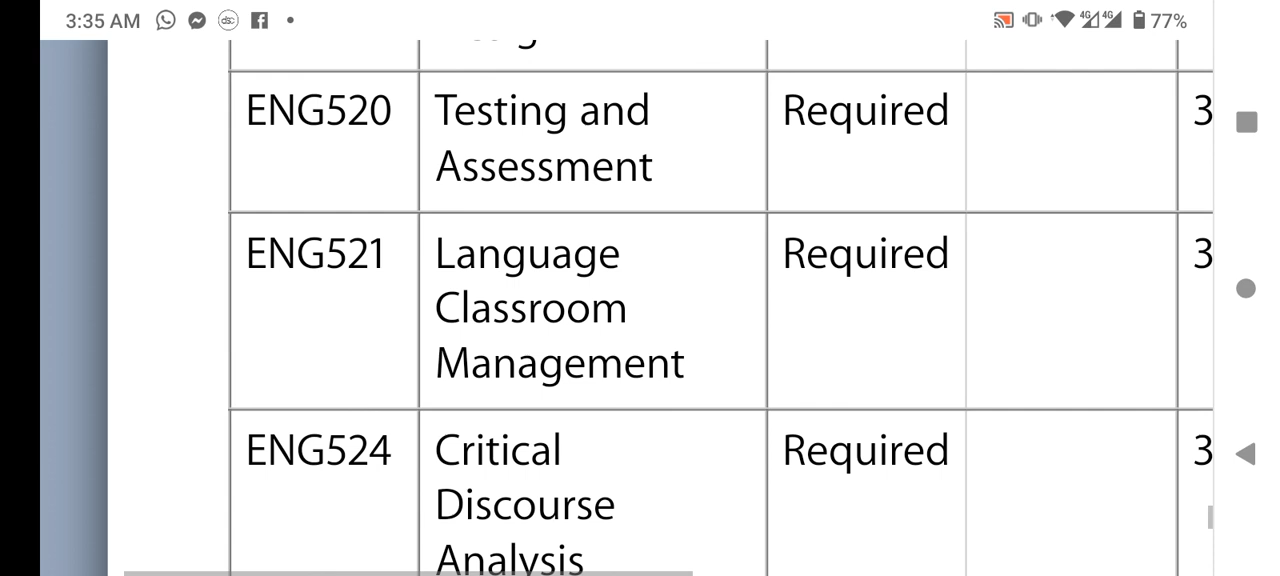 3:35 AM
77%
ENG520 Testing and Required 3
Assessment
ENG521 Language Required 3
Classroom
Management
ENG524 Critical Required 3
Discourse
Analysis